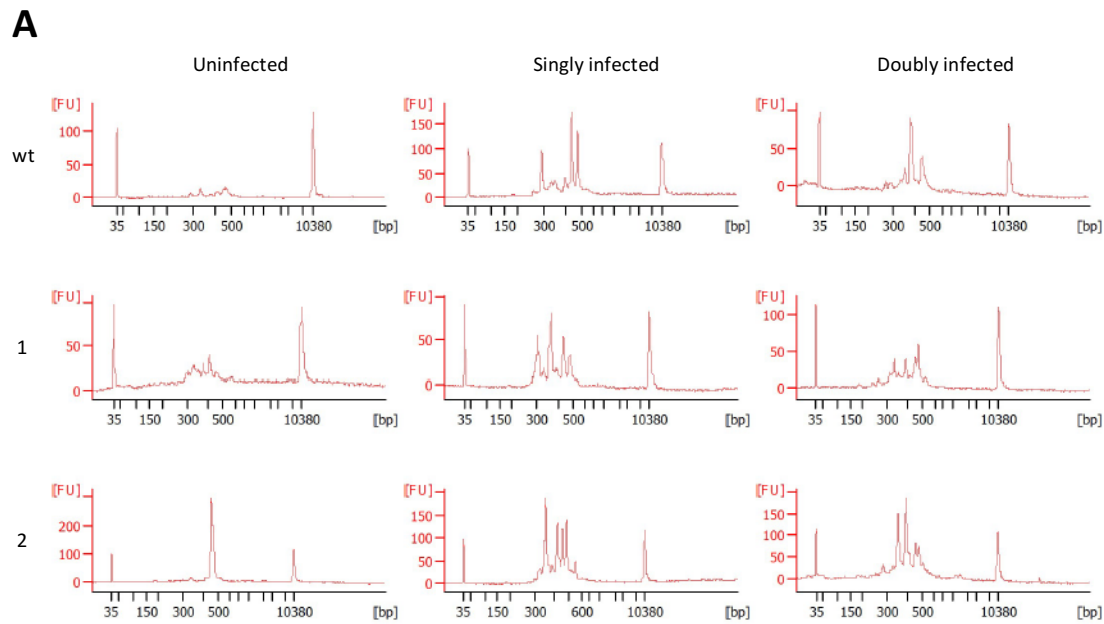 A
Uninfected Singly infected Doubly infected
wt
[FU] 100 50 0
35 150 300 500 10380 [bp]
[FU] 150 100 50 0
35 150 300 500 10380 [bp]
[FU] 50 0
35 150 300 500 10380 [bp]
1
[FU] 50 0
35 150 300 500 10380 [bp]
[FU] 50 0
35 150 300 500 10380 [bp]
[FU] 100 50 0
35 150 300 500 10380 [bp]
2
[FU] 200 100 0
35 150 300 500 10380 [bp]
[FU] 150 100 50 0
35 150 300 600 10380 [bp]
[FU] 150 100 50 0
35 150 300 500 10380 [bp]